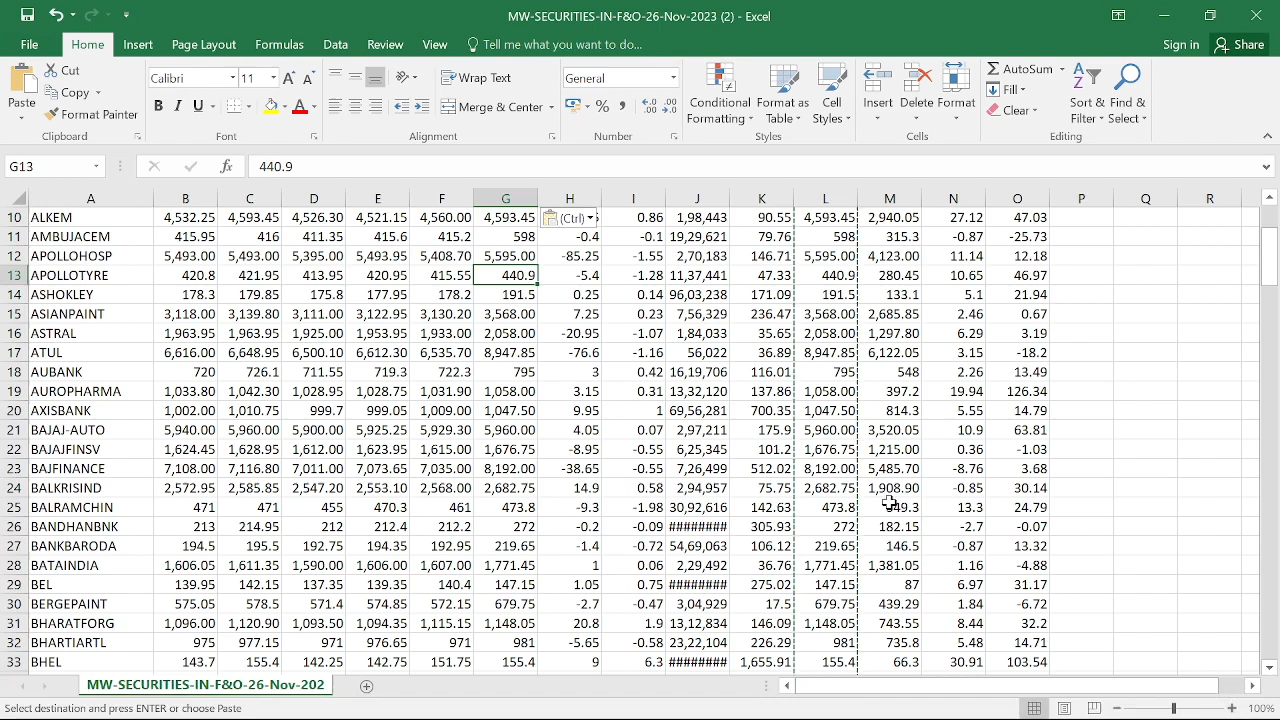 MW-SECURITIES-IN-F&O-26-Nov-2023 (2) - Excel
File Home Insert Page Layout Formulas Data Review View Tell me what you want to do... Sign in Share
Paste Cut Copy Format Painter Clipboard
Calibri 11 B I U A Font
Wrap Text Merge & Center Alignment
General % , Number
Conditional Formatting Format as Table Cell Styles Styles
Insert Delete Format Cells
AutoSum Fill Clear Sort & Filter Find & Select Editing
G13 fx 440.9
A B C D E F G H I J K L M N O P Q R
10 ALKEM 4,532.25 4,593.45 4,526.30 4,521.15 4,560.00 4,593.45 (Ctrl) 0.86 1,98,443 90.55 4,593.45 2,940.05 27.12 47.03
11 AMBUJACEM 415.95 416 411.35 415.6 415.2 598 -0.4 -0.1 19,29,621 79.76 598 315.3 -0.87 -25.73
12 APOLLOHOSP 5,493.00 5,493.00 5,395.00 5,493.95 5,408.70 5,595.00 -85.25 -1.55 2,70,183 146.71 5,595.00 4,123.00 11.14 12.18
13 APOLLOTYRE 420.8 421.95 413.95 420.95 415.55 440.9 -5.4 -1.28 11,37,441 47.33 440.9 280.45 10.65 46.97
14 ASHOKLEY 178.3 179.85 175.8 177.95 178.2 191.5 0.25 0.14 96,03,238 171.09 191.5 133.1 5.1 21.94
15 ASIANPAINT 3,118.00 3,139.80 3,111.00 3,122.95 3,130.20 3,568.00 7.25 0.23 7,56,329 236.47 3,568.00 2,685.85 2.46 0.67
16 ASTRAL 1,963.95 1,963.95 1,925.00 1,953.95 1,933.00 2,058.00 -20.95 -1.07 1,84,033 35.65 2,058.00 1,297.80 6.29 3.19
17 ATUL 6,616.00 6,648.95 6,500.10 6,612.30 6,535.70 8,947.85 -76.6 -1.16 56,022 36.89 8,947.85 6,122.05 3.15 -18.2
18 AUBANK 720 726.1 711.55 719.3 722.3 795 3 0.42 16,19,706 116.01 795 548 2.26 13.49
19 AUROPHARMA 1,033.80 1,042.30 1,028.95 1,028.75 1,031.90 1,058.00 3.15 0.31 13,32,120 137.86 1,058.00 397.2 19.94 126.34
20 AXISBANK 1,002.00 1,010.75 999.7 999.05 1,009.00 1,047.50 9.95 1 69,56,281 700.35 1,047.50 814.3 5.55 14.79
21 BAJAJ-AUTO 5,940.00 5,960.00 5,900.00 5,925.25 5,929.30 5,960.00 4.05 0.07 2,97,211 175.9 5,960.00 3,520.05 10.9 63.81
22 BAJAJFINSV 1,624.45 1,628.95 1,612.00 1,623.95 1,615.00 1,676.75 -8.95 -0.55 6,25,345 101.2 1,676.75 1,215.00 0.36 -1.03
23 BAJFINANCE 7,108.00 7,116.80 7,011.00 7,073.65 7,035.00 8,192.00 -38.65 -0.55 7,26,499 512.02 8,192.00 5,485.70 -8.76 3.68
24 BALKRISIND 2,572.95 2,585.85 2,547.20 2,553.10 2,568.00 2,682.75 14.9 0.58 2,94,957 75.75 2,682.75 1,908.90 -0.85 30.14
25 BALRAMCHIN 471 471 455 470.3 461 473.8 -9.3 -1.98 30,92,616 142.63 473.8 13.3 24.79
26 BANDHANBNK 213 214.95 212 212.4 212.2 272 -0.2 -0.09 ######## 305.93 272 182.15 -2.7 -0.07
27 BANKBARODA 194.5 195.5 192.75 194.35 192.95 219.65 -1.4 -0.72 54,69,063 106.12 219.65 146.5 -0.87 13.32
28 BATAINDIA 1,606.05 1,611.35 1,590.00 1,606.00 1,607.00 1,771.45 1 0.06 2,29,492 36.76 1,771.45 1,381.05 1.16 -4.88
29 BEL 139.95 142.15 137.35 139.35 140.4 147.15 1.05 0.75 ######## 275.02 147.15 87 6.97 31.17
30 BERGEPAINT 575.05 578.5 571.4 574.85 572.15 679.75 -2.7 -0.47 3,04,929 17.5 679.75 439.29 1.84 -6.72
31 BHARATFORG 1,096.00 1,120.90 1,093.50 1,094.35 1,115.15 1,148.05 20.8 1.9 13,12,834 146.09 1,148.05 743.55 8.44 32.2
32 BHARTIARTL 975 977.15 971 976.65 971 981 -5.65 -0.58 23,22,104 226.29 981 735.8 5.48 14.71
33 BHEL 143.7 155.4 142.25 142.75 151.75 155.4 9 6.3 ######## 1,655.91 155.4 66.3 30.91 103.54
MW-SECURITIES-IN-F&O-26-Nov-202
Select destination and press ENTER or choose Paste 100%